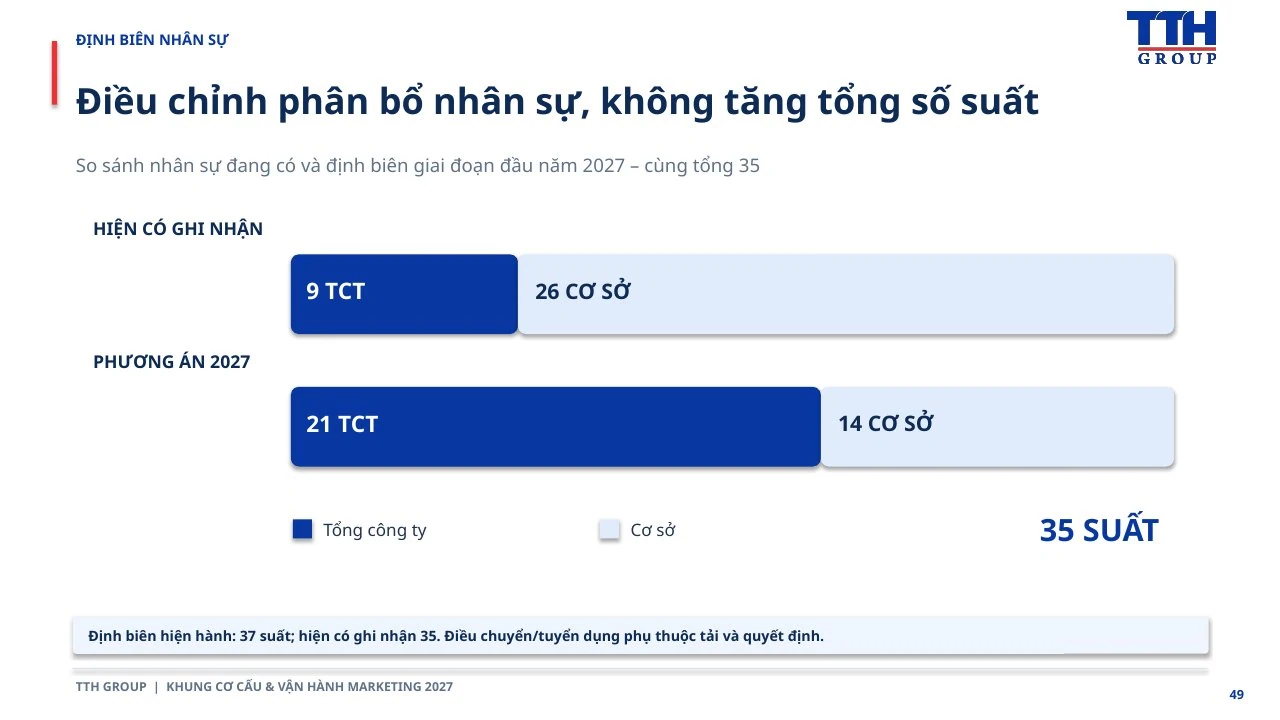 ĐỊNH BIÊN NHÂN SỰ
TTH
GROUP
Điều chỉnh phân bổ nhân sự, không tăng tổng số suất
So sánh nhân sự đang có và định biên giai đoạn đầu năm 2027 – cùng tổng 35
HIỆN CÓ GHI NHẬN
9 TCT
26 CƠ SỞ
PHƯƠNG ÁN 2027
21 TCT
14 CƠ SỞ
Tổng công ty
Cơ sở
35 SUẤT
Định biên hiện hành: 37 suất; hiện có ghi nhận 35. Điều chuyển/tuyển dụng phụ thuộc tải và quyết định.
TTH GROUP | KHUNG CƠ CẤU & VẬN HÀNH MARKETING 2027
49